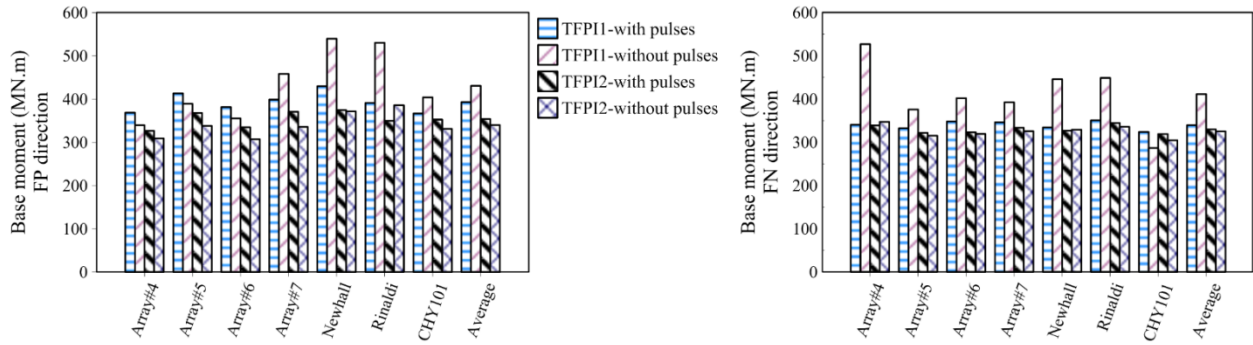 Base moment (MN.m)
FP direction
600
500
400
300
200
100
0
Array#4
Array#5
Array#6
Array#7
Newhall
Rinaldi
CHY101
Average
TFPI1-with pulses
TFPI1-without pulses
TFPI2-with pulses
TFPI2-without pulses
Base moment (MN.m)
FN direction
600
500
400
300
200
100
0
Array#4
Array#5
Array#6
Array#7
Newhall
Rinaldi
CHY101
Average